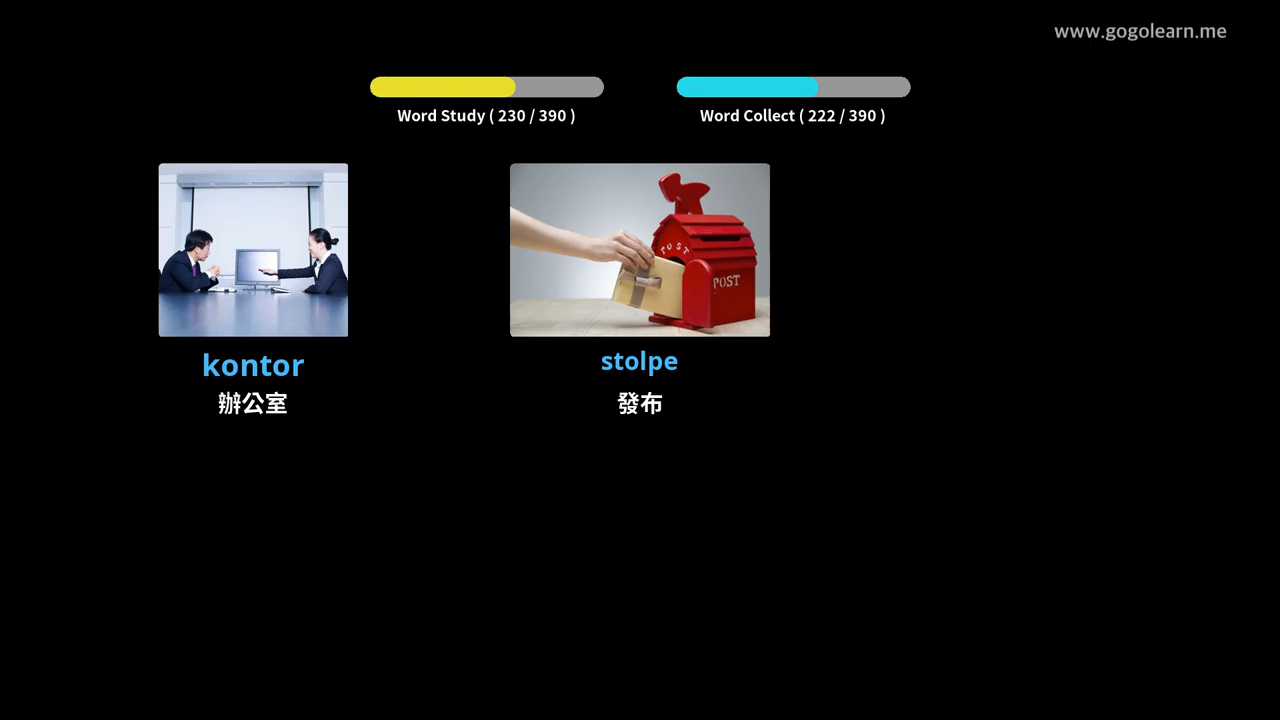 www.gogolearn.me
Word Study ( 230 / 390 )
Word Collect ( 222 / 390 )
POST
POST
kontor
辦公室
stolpe
發布